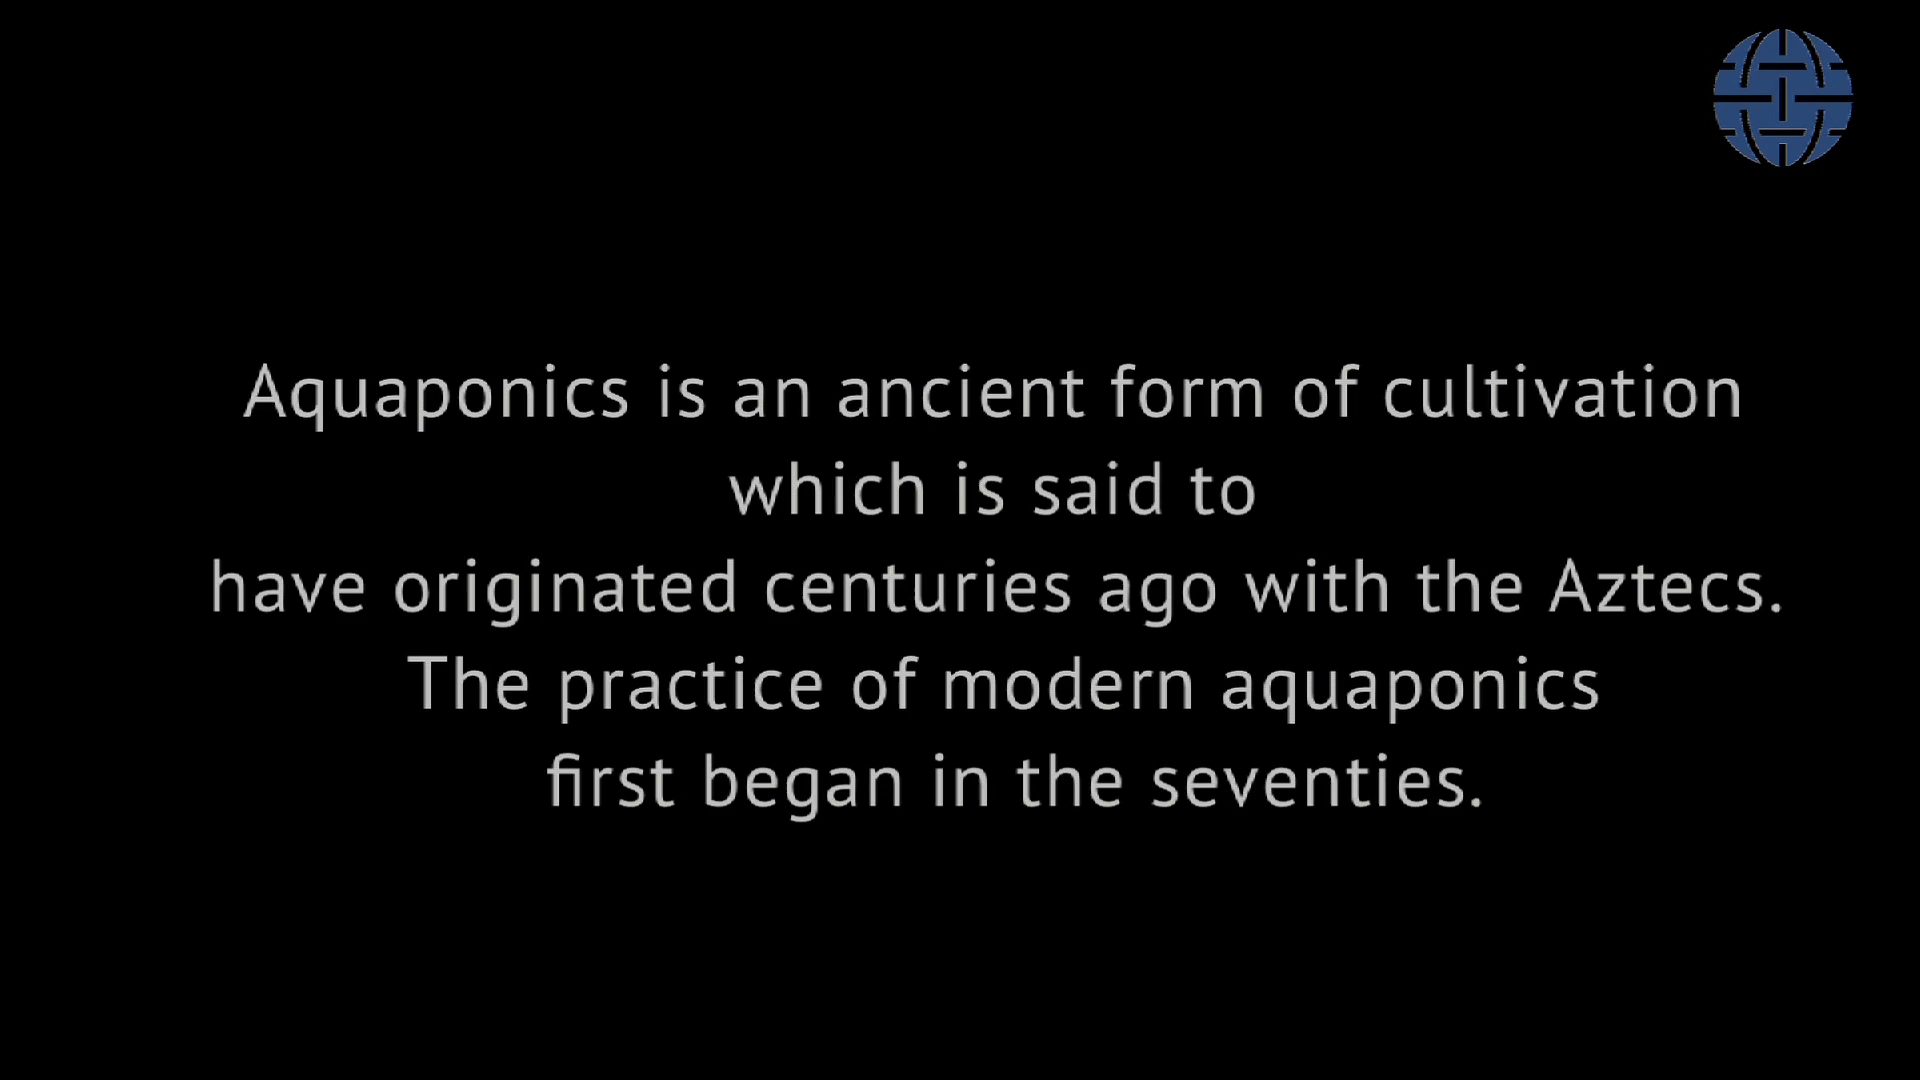 Aquaponics is an ancient form of cultivation
which is said to
have originated centuries ago with the Aztecs.
The practice of modern aquaponics
first began in the seventies.